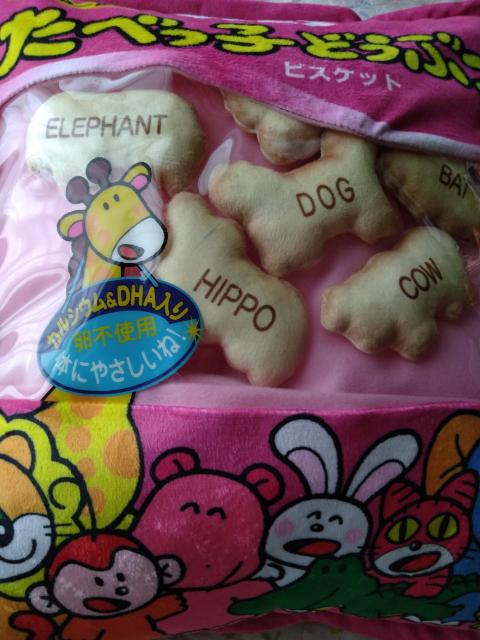 たべっ子どうぶ
ビスケット
ELEPHANT
DOG
BAT
COW
HIPPO
カルシウム&DHA入り
卵不使用
体にやさしいね!